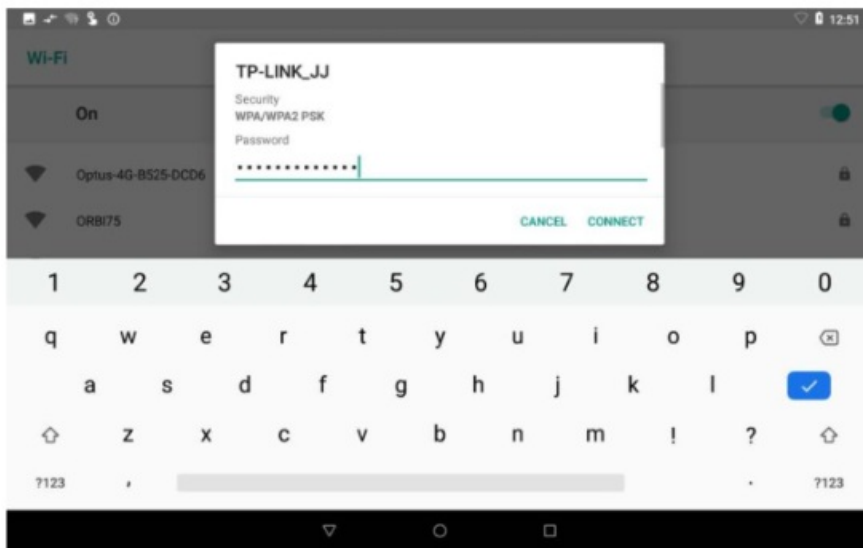 12:51
Wi-Fi
On
Optus-4G-B525-DCD6
ORBI75
TP-LINK_JJ
Security
WPA/WPA2 PSK
Password
•••••••••••••
CANCEL CONNECT
1 2 3 4 5 6 7 8 9 0
q w e r t y u i o p
a s d f g h j k l
z x c v b n m ! ?
?123 , . ?123